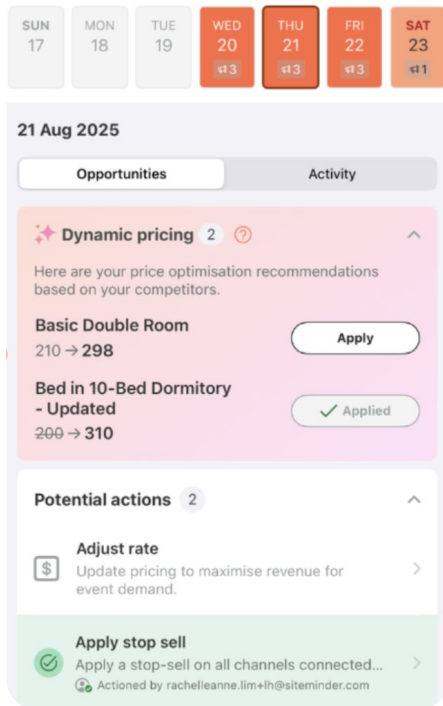 SUN MON TUE WED THU FRI SAT
17 18 19 20 21 22 23
3 3 3 1
21 Aug 2025
Opportunities Activity
Dynamic pricing 2 ?
Here are your price optimisation recommendations
based on your competitors.
Basic Double Room
210 → 298
Apply
Bed in 10-Bed Dormitory
- Updated
200 → 310
Applied
Potential actions 2
Adjust rate
$
Update pricing to maximise revenue for
event demand.
Apply stop sell
Apply a stop-sell on all channels connected...
Actioned by rachelleanne.lim+lh@siteminder.com